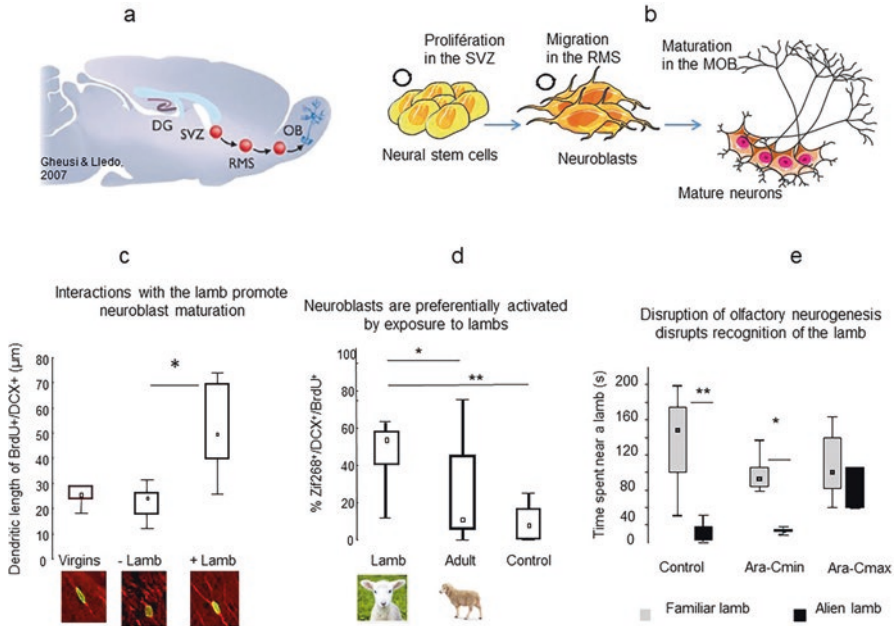 a
DG
SVZ
RMS
OB
Gheusi & Lledo,
2007
b
Prolifération
in the SVZ
Migration
in the RMS
Maturation
in the MOB
Neural stem cells
Neuroblasts
Mature neurons
c
Interactions with the lamb promote
neuroblast maturation
Dendritic length of BrdU+/DCX+ (µm)
80
70
60
50
40
30
20
10
0
*
Virgins
- Lamb
+ Lamb
d
Neuroblasts are preferentially activated
by exposure to lambs
% Zif268⁺/DCX⁺/BrdU⁺
100
80
60
40
20
0
*
**
Lamb
Adult
Control
e
Disruption of olfactory neurogenesis
disrupts recognition of the lamb
Time spent near a lamb (s)
200
160
120
80
40
0
**
*
Control
Ara-Cmin
Ara-Cmax
Familiar lamb
Alien lamb